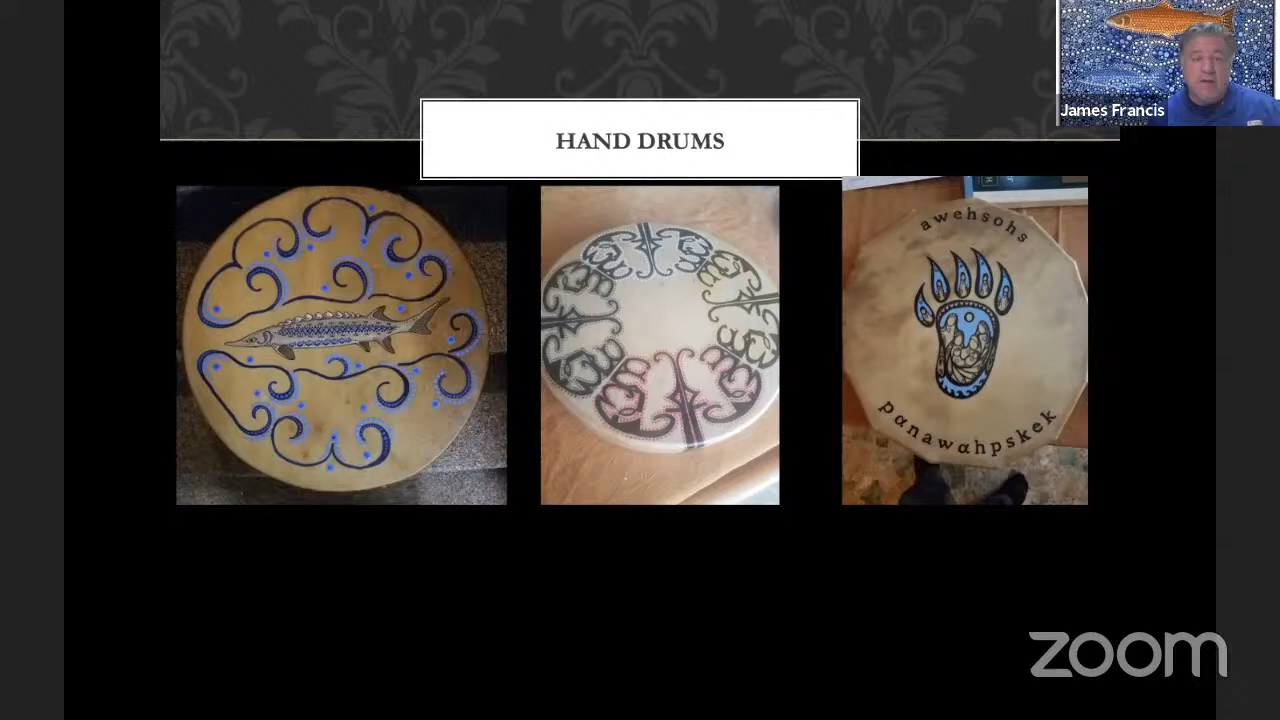 James Francis
HAND DRUMS
awehsohs
pαnawαhpskek
zoom